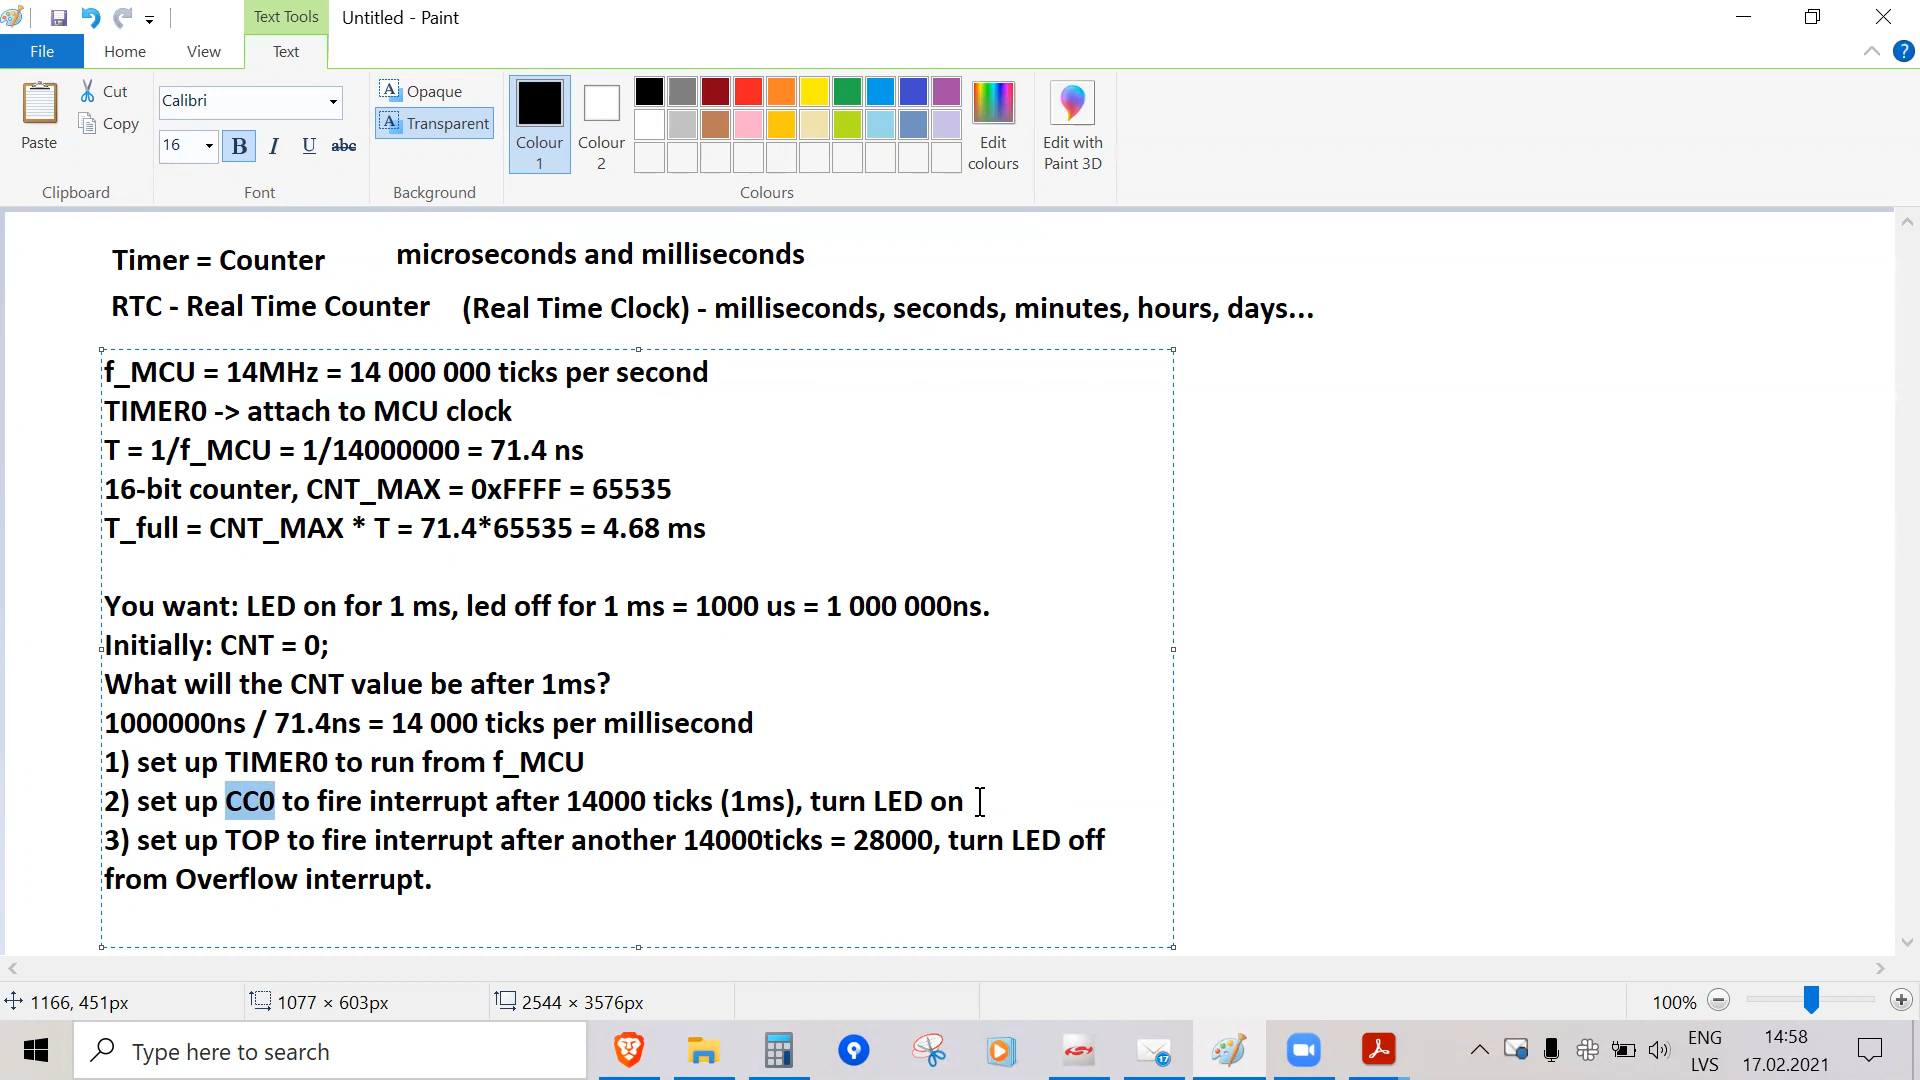 Text Tools
Untitled - Paint
File
Home
View
Text
Paste
Cut
Copy
Clipboard
Calibri
16
B I U abc
Font
A Opaque
A Transparent
Background
Colour 1
Colour 2
Edit colours
Colours
Edit with Paint 3D
Timer = Counter
microseconds and milliseconds
RTC - Real Time Counter
(Real Time Clock) - milliseconds, seconds, minutes, hours, days...
f_MCU = 14MHz = 14 000 000 ticks per second
TIMER0 -> attach to MCU clock
T = 1/f_MCU = 1/14000000 = 71.4 ns
16-bit counter, CNT_MAX = 0xFFFF = 65535
T_full = CNT_MAX * T = 71.4*65535 = 4.68 ms
You want: LED on for 1 ms, led off for 1 ms = 1000 us = 1 000 000ns.
Initially: CNT = 0;
What will the CNT value be after 1ms?
1000000ns / 71.4ns = 14 000 ticks per millisecond
1) set up TIMER0 to run from f_MCU
2) set up CC0 to fire interrupt after 14000 ticks (1ms), turn LED on
3) set up TOP to fire interrupt after another 14000ticks = 28000, turn LED off
from Overflow interrupt.
1166, 451px
1077 × 603px
2544 × 3576px
100%
Type here to search
17
ENG
LVS
14:58
17.02.2021